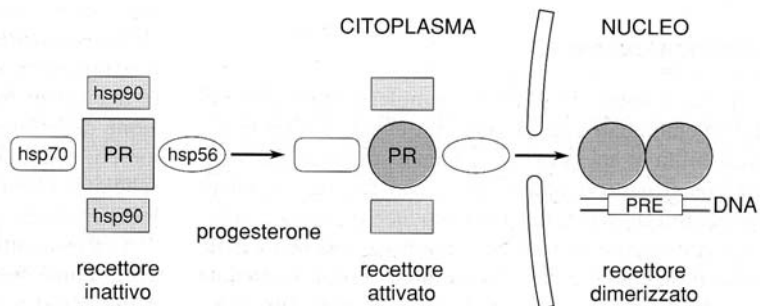 CITOPLASMA
NUCLEO
hsp90
hsp70
PR
hsp56
hsp90
PR
PRE
DNA
progesterone
recettore
inattivo
recettore
attivato
recettore
dimerizzato